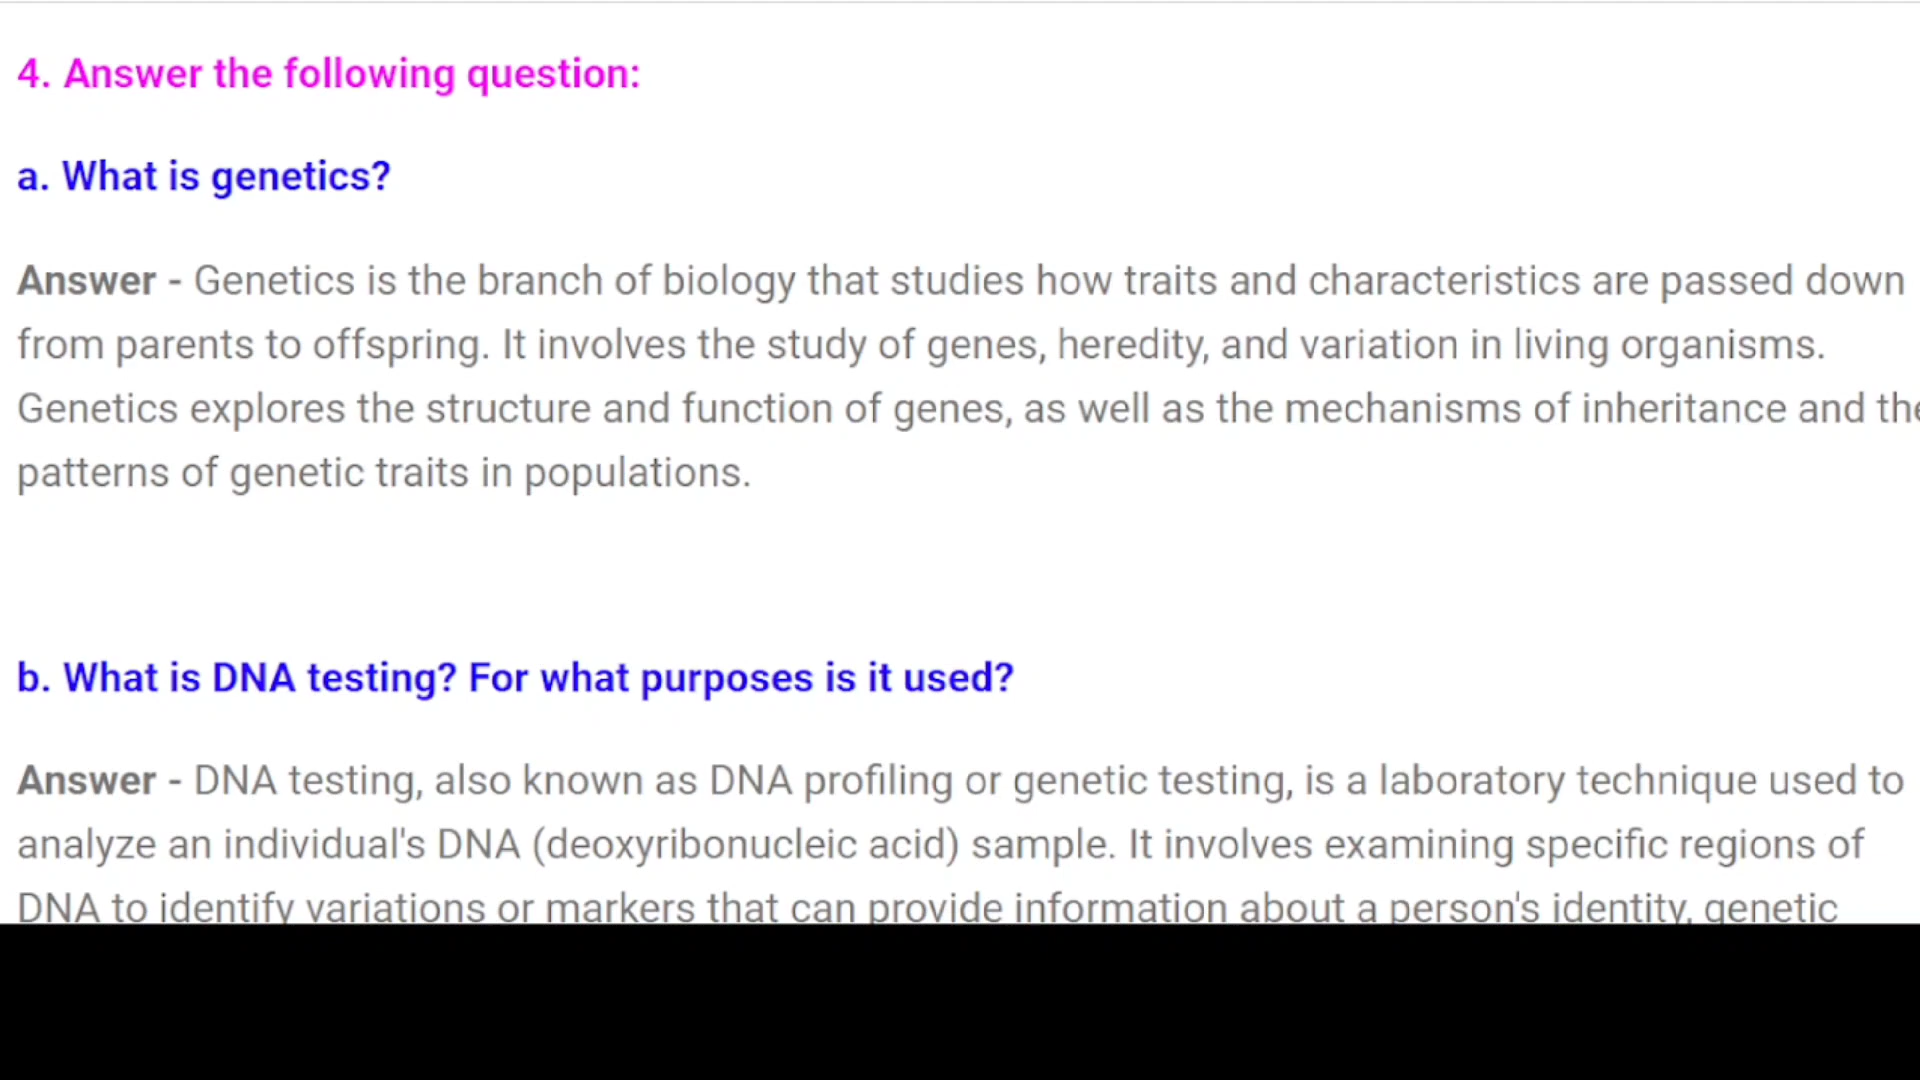 4. Answer the following question:
a. What is genetics?
Answer - Genetics is the branch of biology that studies how traits and characteristics are passed down
from parents to offspring. It involves the study of genes, heredity, and variation in living organisms.
Genetics explores the structure and function of genes, as well as the mechanisms of inheritance and the
patterns of genetic traits in populations.
b. What is DNA testing? For what purposes is it used?
Answer - DNA testing, also known as DNA profiling or genetic testing, is a laboratory technique used to
analyze an individual's DNA (deoxyribonucleic acid) sample. It involves examining specific regions of
DNA to identify variations or markers that can provide information about a person's identity, genetic